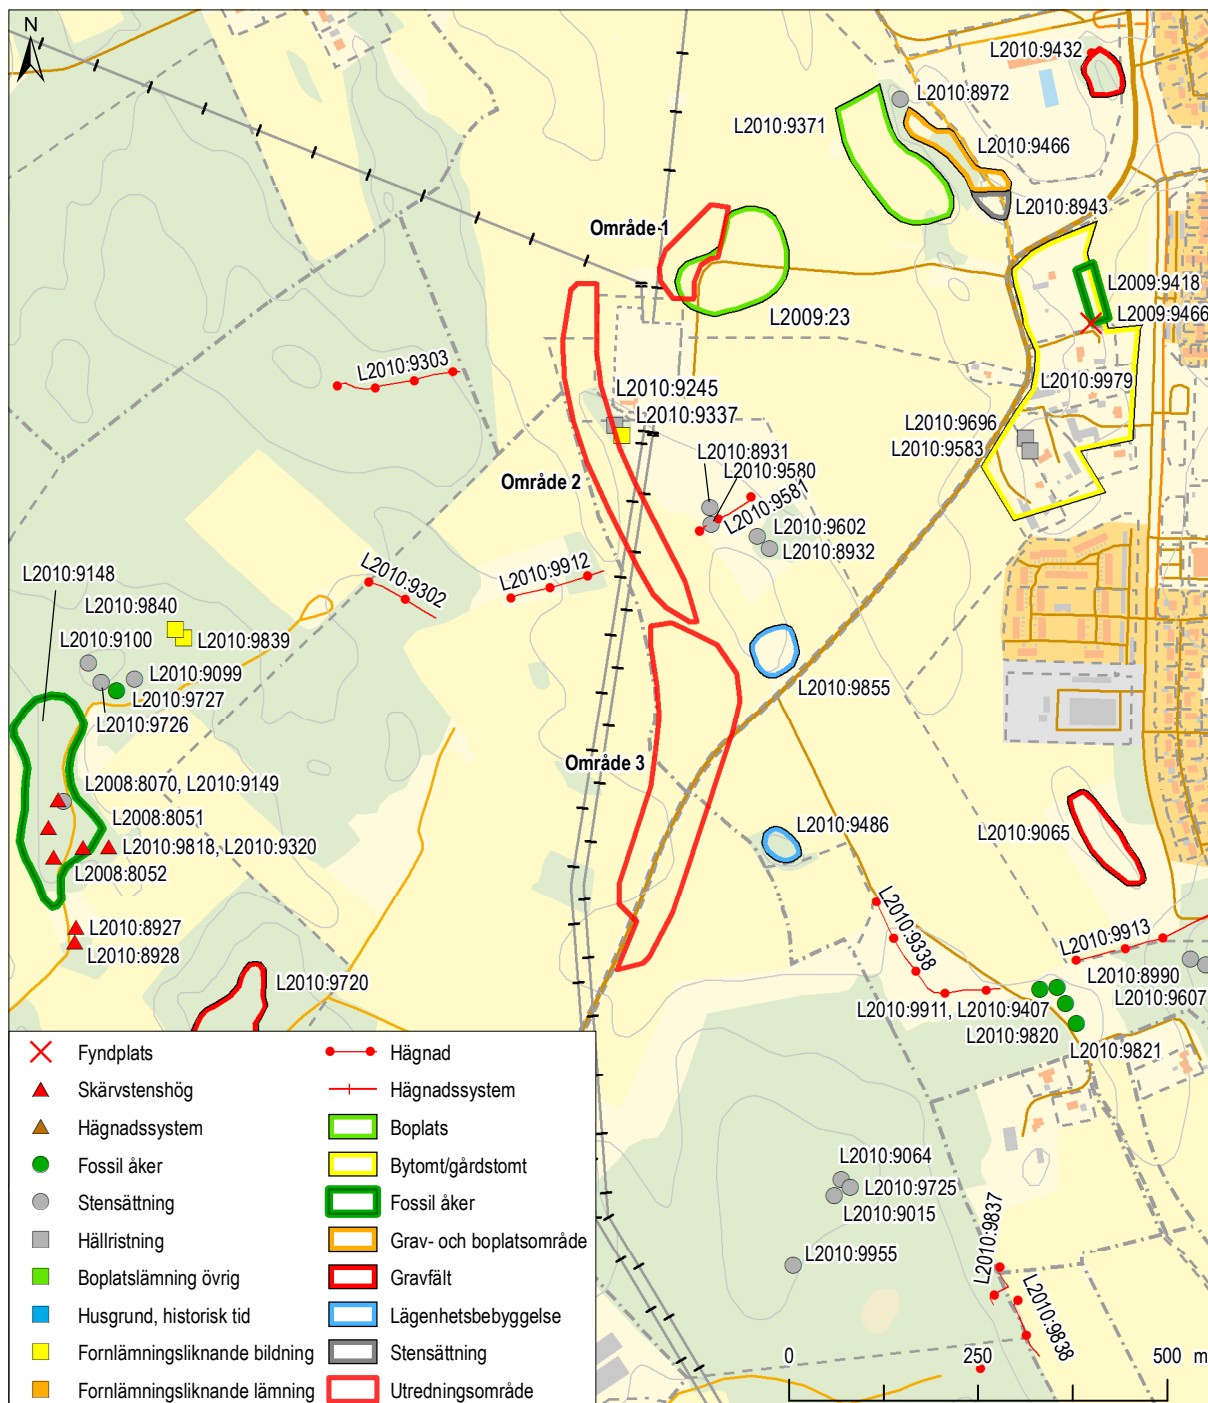 N
L2010:9432
L2010:8972
L2010:9371
L2010:9466
L2010:8943
Område 1
L2009:9418
L2009:9466
L2009:23
L2010:9303
L2010:9979
L2010:9245
L2010:9337
L2010:9696
L2010:9583
L2010:8931
L2010:9580
Område 2
L2010:9581
L2010:9602
L2010:8932
L2010:9148
L2010:9912
L2010:9302
L2010:9840
L2010:9100
L2010:9839
L2010:9099
L2010:9727
L2010:9726
L2010:9855
Område 3
L2008:8070, L2010:9149
L2008:8051
L2010:9818, L2010:9320
L2008:8052
L2010:9486
L2010:9065
L2010:8927
L2010:8928
L2010:9338
L2010:9913
L2010:9720
L2010:8990
L2010:9607
L2010:9911, L2010:9407
L2010:9820
L2010:9821
L2010:9064
L2010:9725
L2010:9015
L2010:9955
L2010:9837
L2010:9838
Fyndplats
Skärvstenshög
Hägnadssystem
Fossil åker
Stensättning
Hällristning
Boplatslämning övrig
Husgrund, historisk tid
Fornlämningsliknande bildning
Fornlämningsliknande lämning
Hägnad
Hägnadssystem
Boplats
Bytomt/gårdstomt
Fossil åker
Grav- och boplatsområde
Gravfält
Lägenhetsbebyggelse
Stensättning
Utredningsområde
0 250 500 m